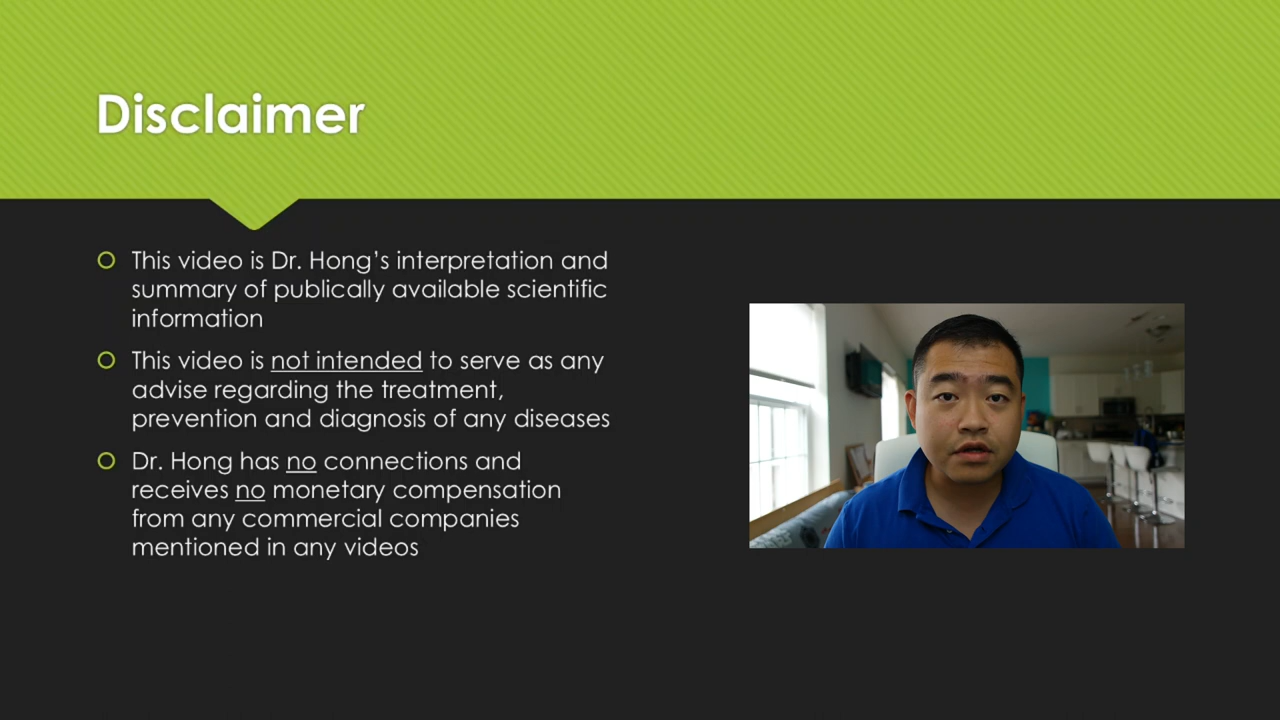 Disclaimer
This video is Dr. Hong’s interpretation and
summary of publically available scientific
information
This video is not intended to serve as any
advise regarding the treatment,
prevention and diagnosis of any diseases
Dr. Hong has no connections and
receives no monetary compensation
from any commercial companies
mentioned in any videos